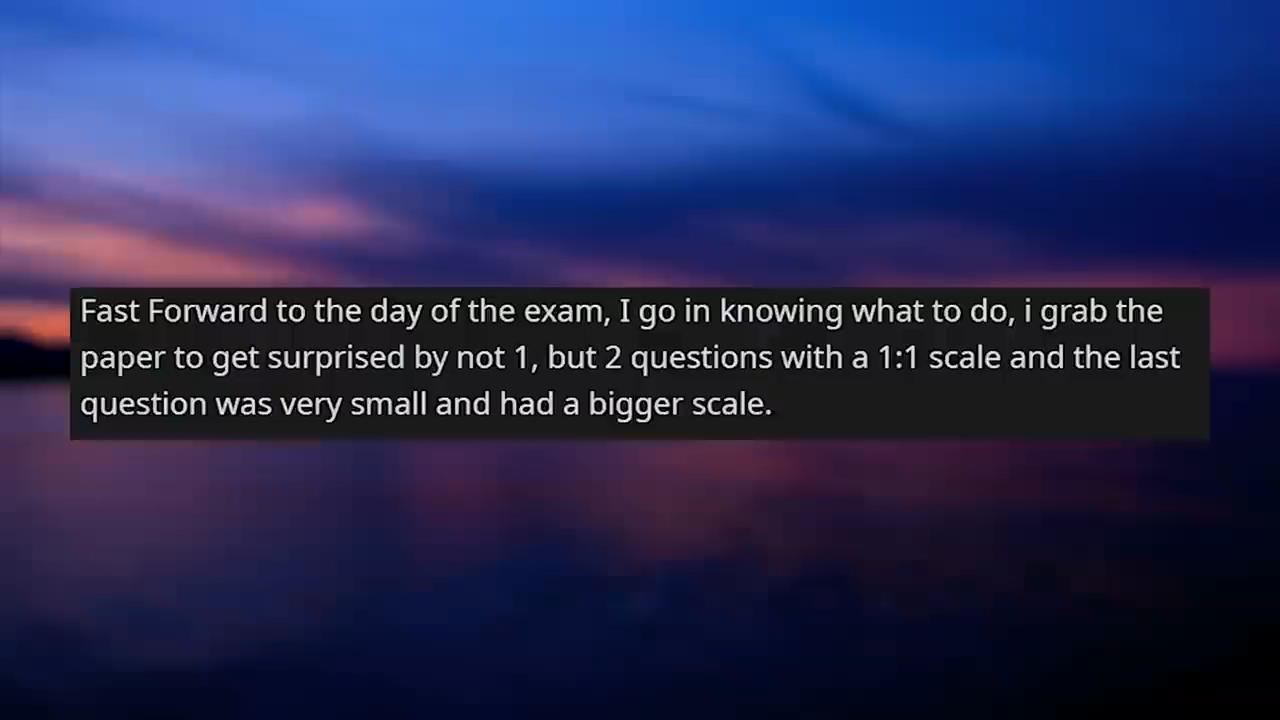 Fast Forward to the day of the exam, I go in knowing what to do, i grab the
paper to get surprised by not 1, but 2 questions with a 1:1 scale and the last
question was very small and had a bigger scale.